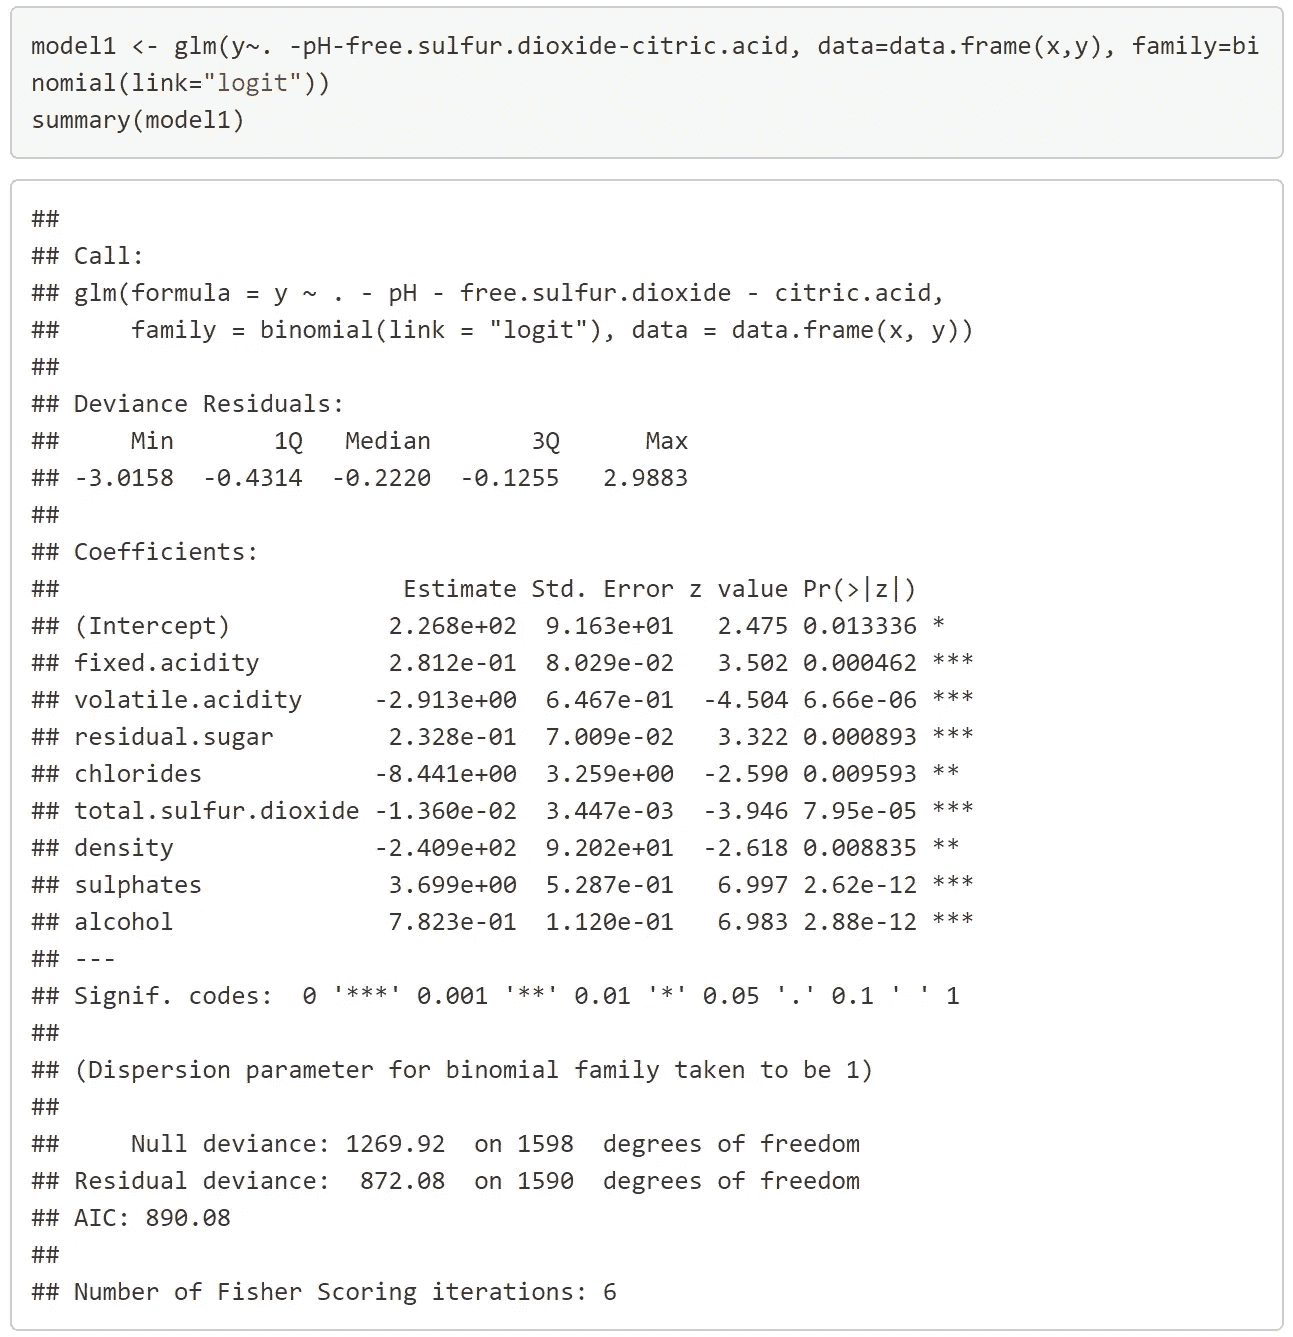 model1 <- glm(y~. -pH-free.sulfur.dioxide-citric.acid, data=data.frame(x,y), family=bi
nomial(link="logit"))
summary(model1)
##
## Call:
## glm(formula = y ~ . - pH - free.sulfur.dioxide - citric.acid,
##     family = binomial(link = "logit"), data = data.frame(x, y))
##
## Deviance Residuals:
##     Min       1Q   Median       3Q      Max
## -3.0158  -0.4314  -0.2220  -0.1255   2.9883
##
## Coefficients:
##                        Estimate Std. Error z value Pr(>|z|)
## (Intercept)           2.268e+02  9.163e+01   2.475 0.013336 *
## fixed.acidity         2.812e-01  8.029e-02   3.502 0.000462 ***
## volatile.acidity     -2.913e+00  6.467e-01  -4.504 6.66e-06 ***
## residual.sugar        2.328e-01  7.009e-02   3.322 0.000893 ***
## chlorides            -8.441e+00  3.259e+00  -2.590 0.009593 **
## total.sulfur.dioxide -1.360e-02  3.447e-03  -3.946 7.95e-05 ***
## density              -2.409e+02  9.202e+01  -2.618 0.008835 **
## sulphates             3.699e+00  5.287e-01   6.997 2.62e-12 ***
## alcohol               7.823e-01  1.120e-01   6.983 2.88e-12 ***
## ---
## Signif. codes:  0 '***' 0.001 '**' 0.01 '*' 0.05 '.' 0.1 ' ' 1
##
## (Dispersion parameter for binomial family taken to be 1)
##
##     Null deviance: 1269.92  on 1598  degrees of freedom
## Residual deviance:  872.08  on 1590  degrees of freedom
## AIC: 890.08
##
## Number of Fisher Scoring iterations: 6